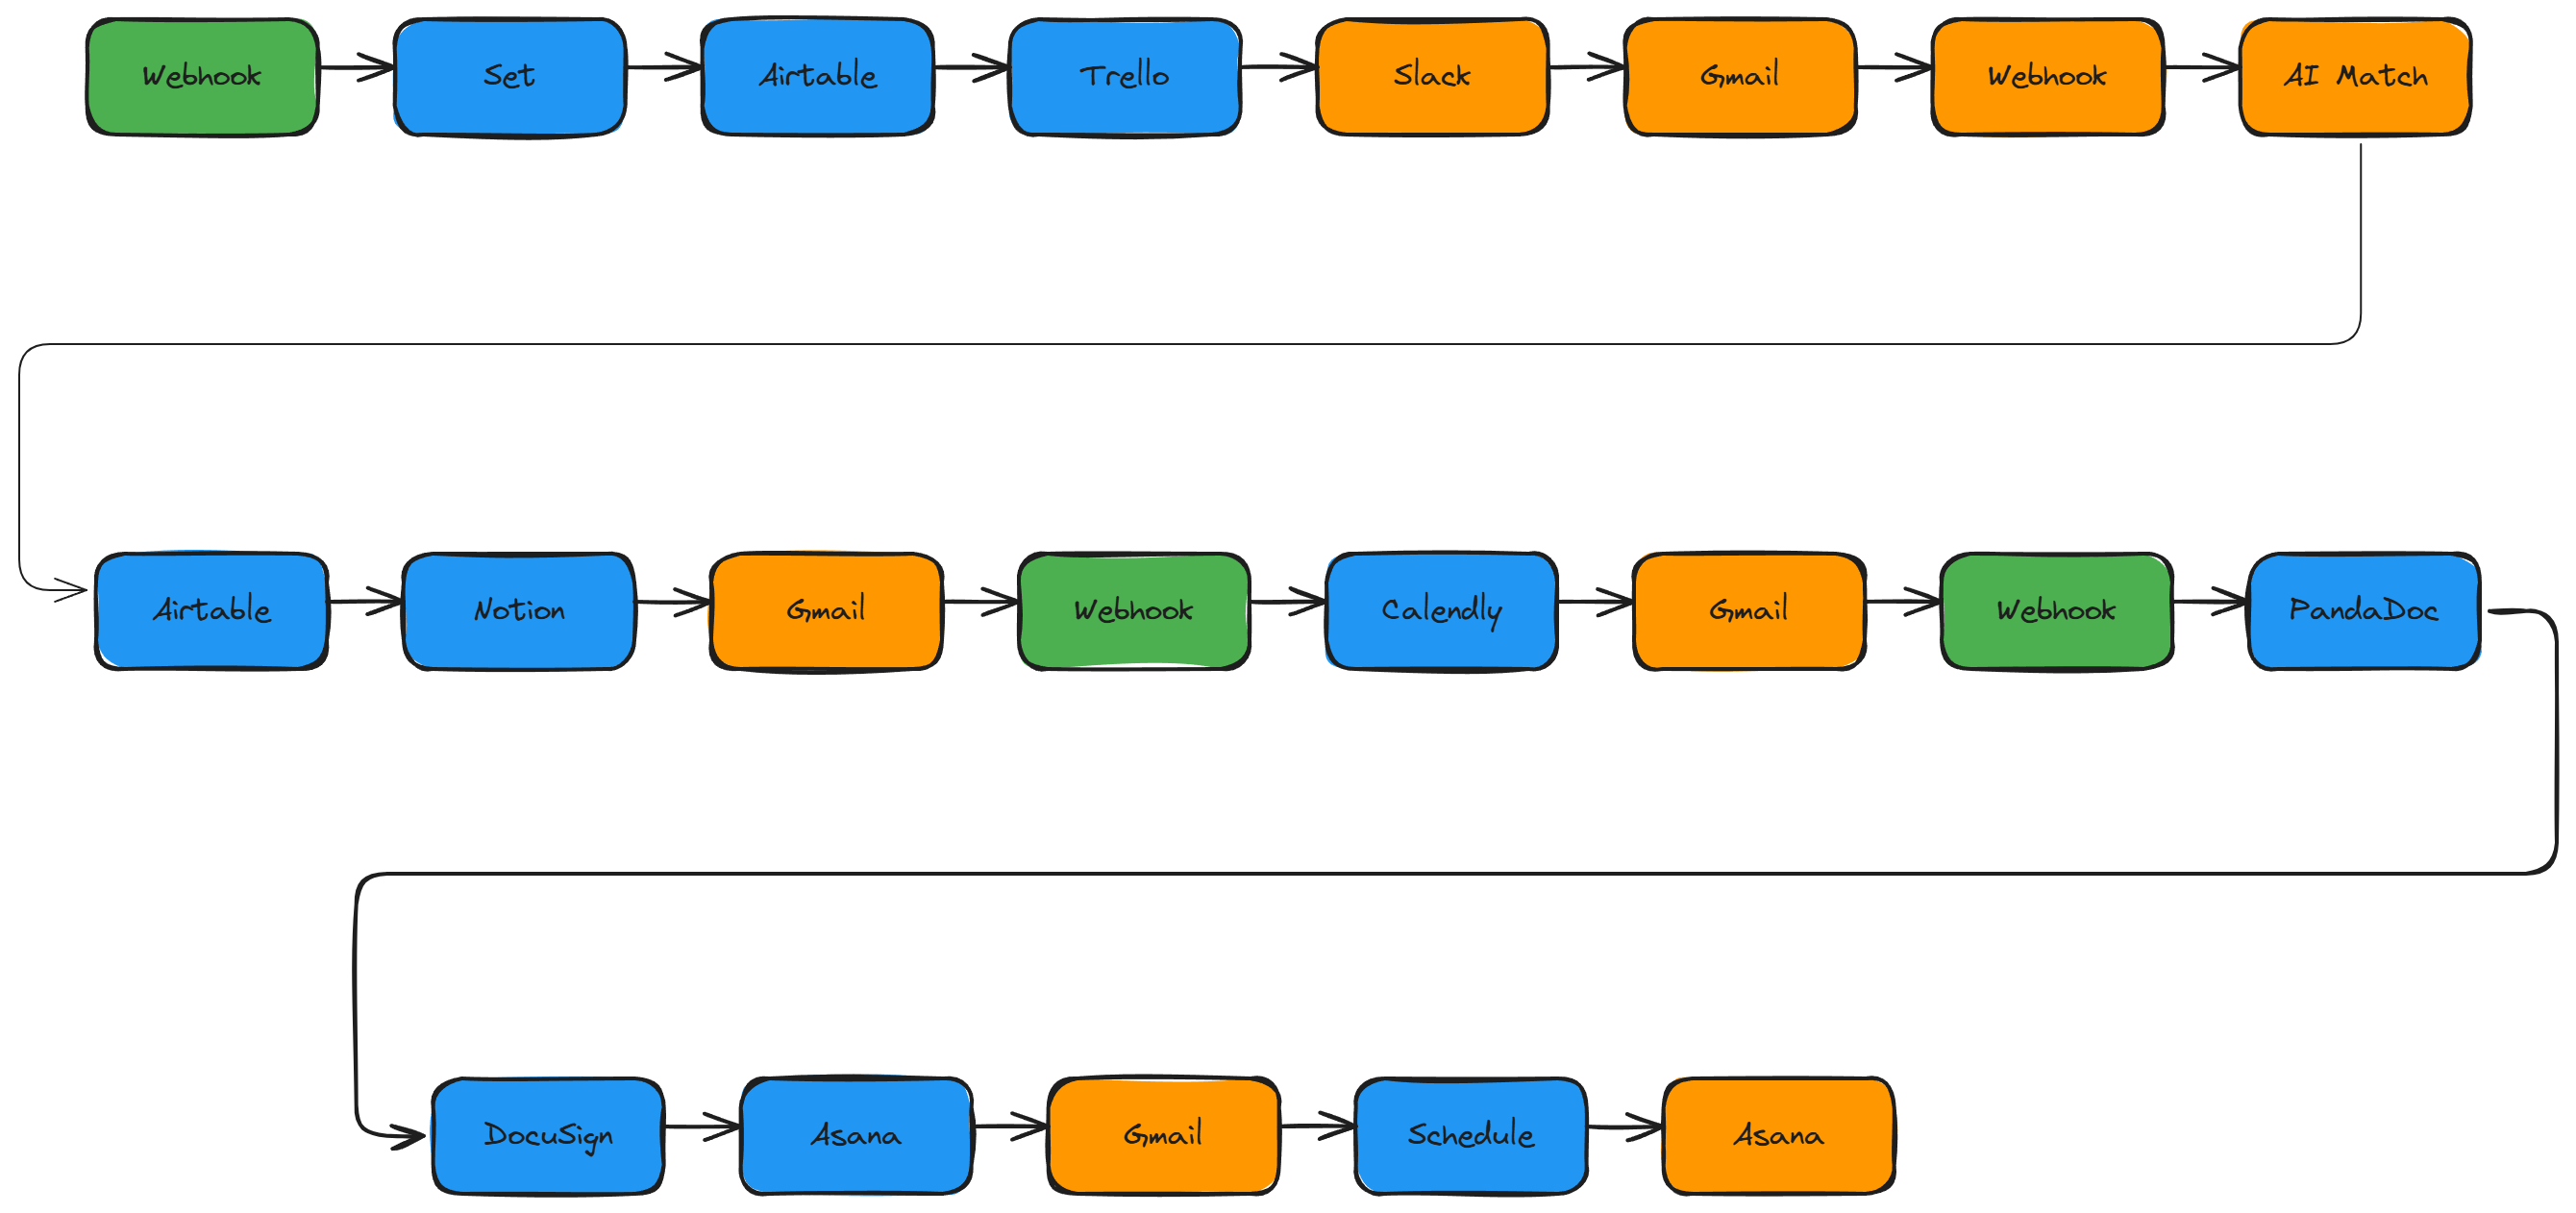 Webhook
Set
Airtable
Trello
Slack
Gmail
Webhook
AI Match
Airtable
Notion
Gmail
Webhook
Calendly
Gmail
Webhook
PandaDoc
DocuSign
Asana
Gmail
Schedule
Asana